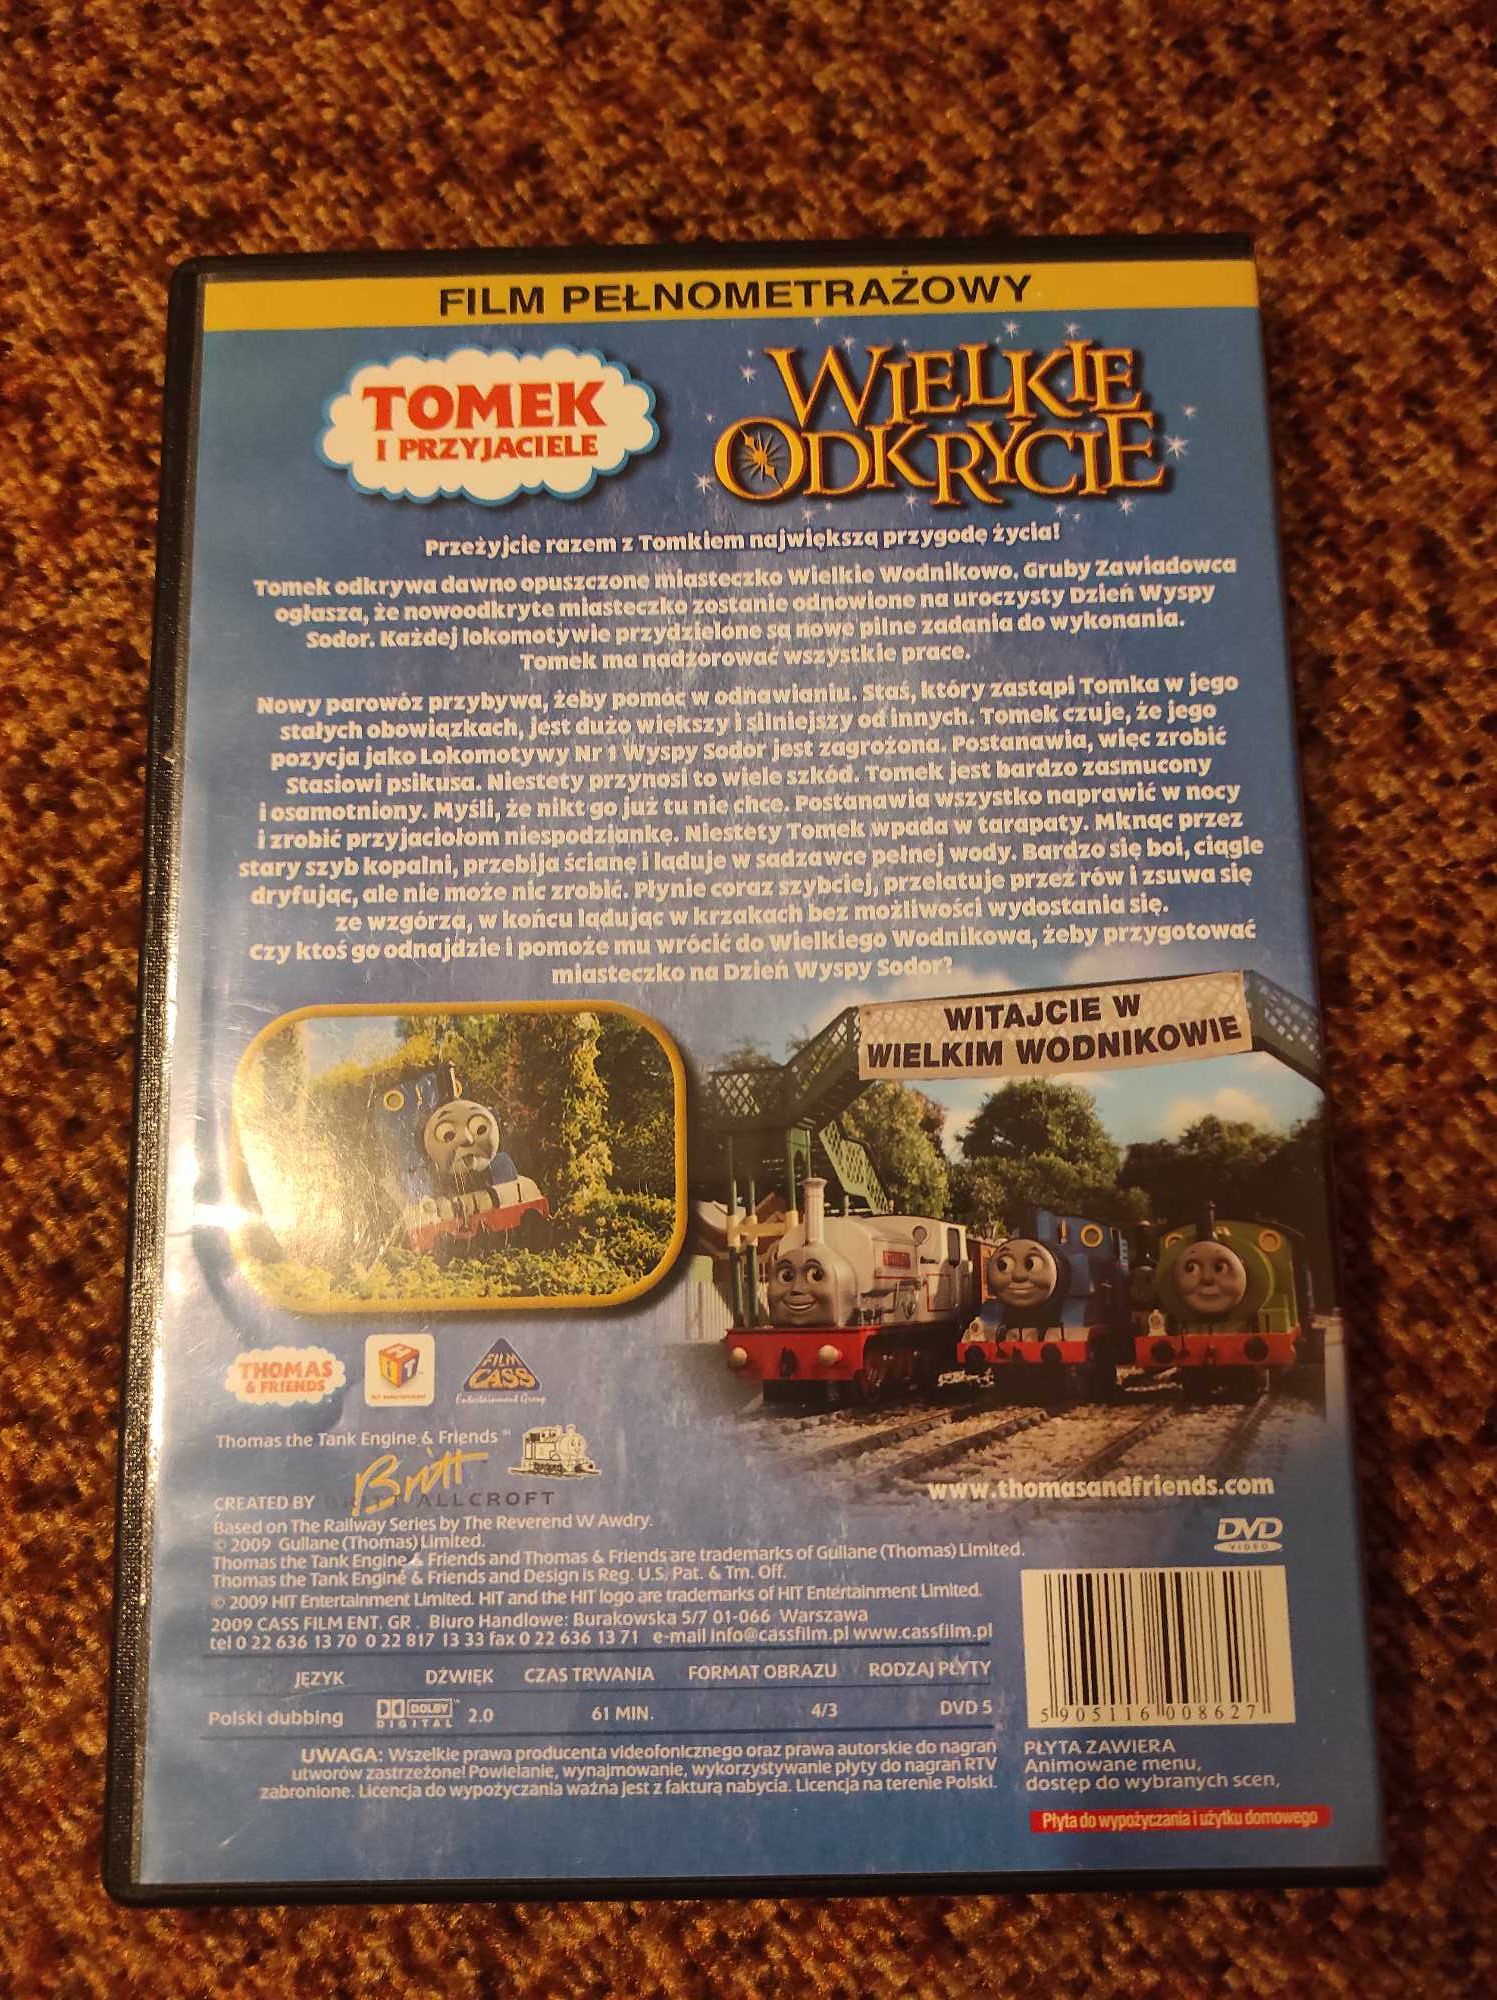 FILM PEŁNOMETRAŻOWY
TOMEK
I PRZYJACIELE
WIELKIE
ODKRYCIE
Przeżyjcie razem z Tomkiem największą przygodę życia!
Tomek odkrywa dawno opuszczone miasteczko Wielkie Wodnikowo. Gruby Zawiadowca
ogłasza, że nowoodkryte miasteczko zostanie odnowione na uroczysty Dzień Wyspy
Sodor. Każdej lokomotywie przydzielone są nowe pilne zadania do wykonania.
Tomek ma nadzorować wszystkie prace.
Nowy parowóz przybywa, żeby pomóc w odnawianiu. Staś, który zastąpi Tomka w jego
stałych obowiązkach, jest dużo większy i silniejszy od innych. Tomek czuje, że jego
pozycja jako Lokomotywy Nr 1 Wyspy Sodor jest zagrożona. Postanawia, więc zrobić
Stasiowi psikusa. Niestety przynosi to wiele szkód. Tomek jest bardzo zasmucony
i osamotniony. Myśli, że nikt go już tu nie chce. Postanawia wszystko naprawić w nocy
i zrobić przyjaciołom niespodziankę. Niestety Tomek wpada w tarapaty. Mknąc przez
stary szyb kopalni, przebija ścianę i ląduje w sadzawce pełnej wody. Bardzo się boi, ciągle
dryfując, ale nie może nic zrobić. Płynie coraz szybciej, przelatuje przez rów i zsuwa się
ze wzgórza, w końcu lądując w krzakach bez możliwości wydostania się.
Czy ktoś go odnajdzie i pomoże mu wrócić do Wielkiego Wodnikowa, żeby przygotować
miasteczko na Dzień Wyspy Sodor?
WITAJCIE W
WIELKIM WODNIKOWIE
THOMAS
& FRIENDS
HIT
HIT entertainment
FILM
CASS
Entertainment Group
Thomas the Tank Engine & Friends™
Britt
CREATED BY BRITT ALLCROFT
Based on The Railway Series by The Reverend W Awdry.
© 2009 Gullane (Thomas) Limited.
Thomas the Tank Engine & Friends and Thomas & Friends are trademarks of Gullane (Thomas) Limited.
Thomas the Tank Engine & Friends and Design is Reg. U.S. Pat. & Tm. Off.
© 2009 HIT Entertainment Limited. HIT and the HIT logo are trademarks of HIT Entertainment Limited.
2009 CASS FILM ENT. GR . Biuro Handlowe: Burakowska 5/7 01-066 Warszawa
tel 0 22 636 13 70 0 22 817 13 33 fax 0 22 636 13 71 e-mail info@cassfilm.pl www.cassfilm.pl
www.thomasandfriends.com
DVD
VIDEO
JĘZYK DŹWIĘK CZAS TRWANIA FORMAT OBRAZU RODZAJ PŁYTY
Polski dubbing DOLBY DIGITAL 2.0 61 MIN. 4/3 DVD 5
5 905116 008627
UWAGA: Wszelkie prawa producenta videofonicznego oraz prawa autorskie do nagrań
utworów zastrzeżone! Powielanie, wynajmowanie, wykorzystywanie płyty do nagrań RTV
zabronione. Licencja do wypożyczania ważna jest z fakturą nabycia. Licencja na terenie Polski.
PŁYTA ZAWIERA
Animowane menu,
dostęp do wybranych scen,
Płyta do wypożyczania i użytku domowego